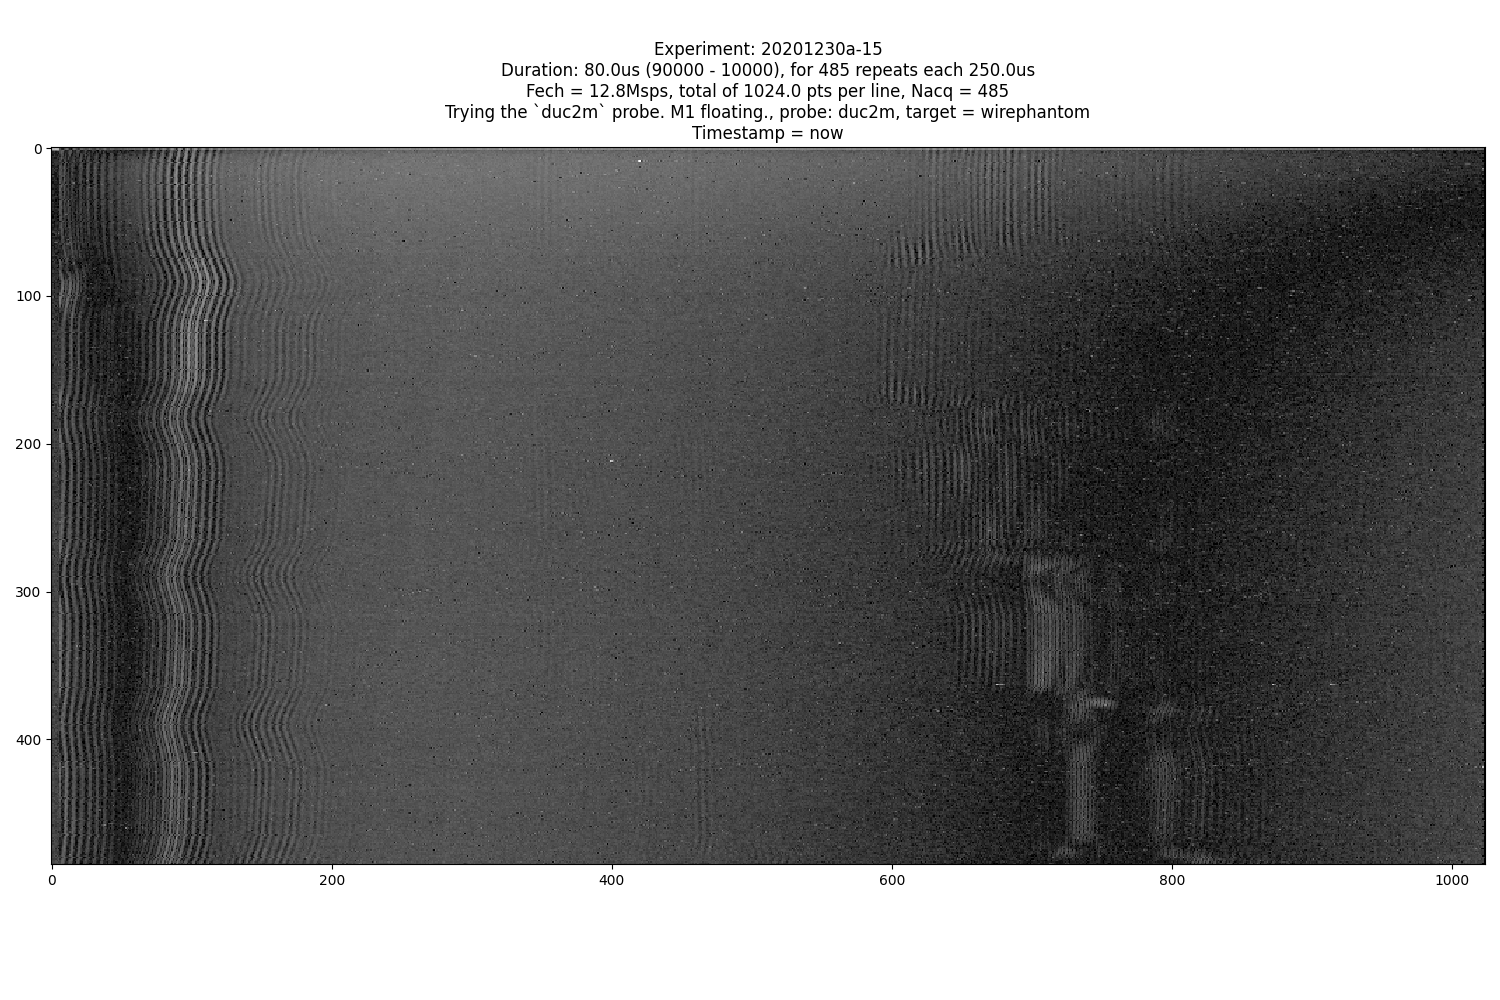 Experiment: 20201230a-15
Duration: 80.0us (90000 - 10000), for 485 repeats each 250.0us
Fech = 12.8Msps, total of 1024.0 pts per line, Nacq = 485
Trying the `duc2m` probe. M1 floating., probe: duc2m, target = wirephantom
Timestamp = now
0
100
200
300
400
0 200 400 600 800 1000